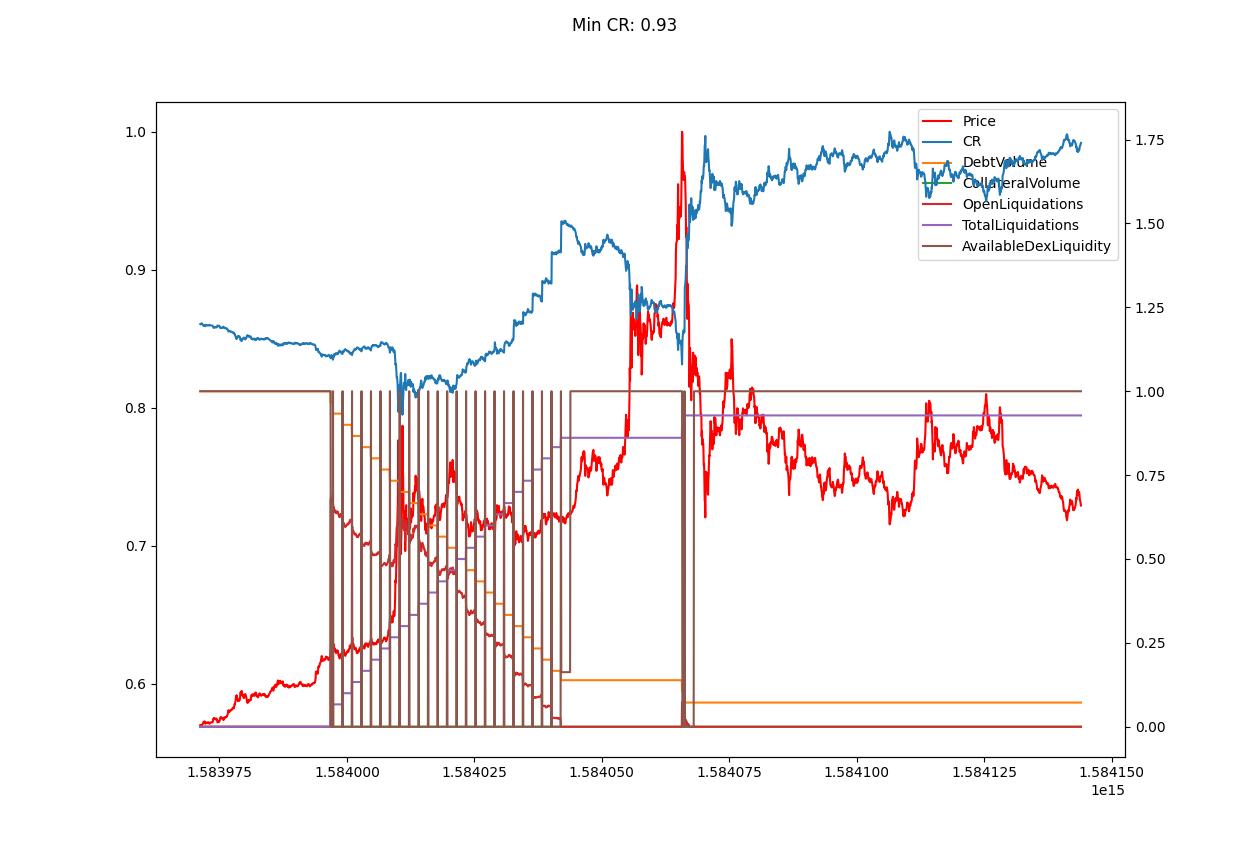 Min CR: 0.93
Price
CR
DebtVolume
CollateralVolume
OpenLiquidations
TotalLiquidations
AvailableDexLiquidity
1.0
0.9
0.8
0.7
0.6
1.75
1.50
1.25
1.00
0.75
0.50
0.25
0.00
1.583975 1.584000 1.584025 1.584050 1.584075 1.584100 1.584125 1.584150
1e15